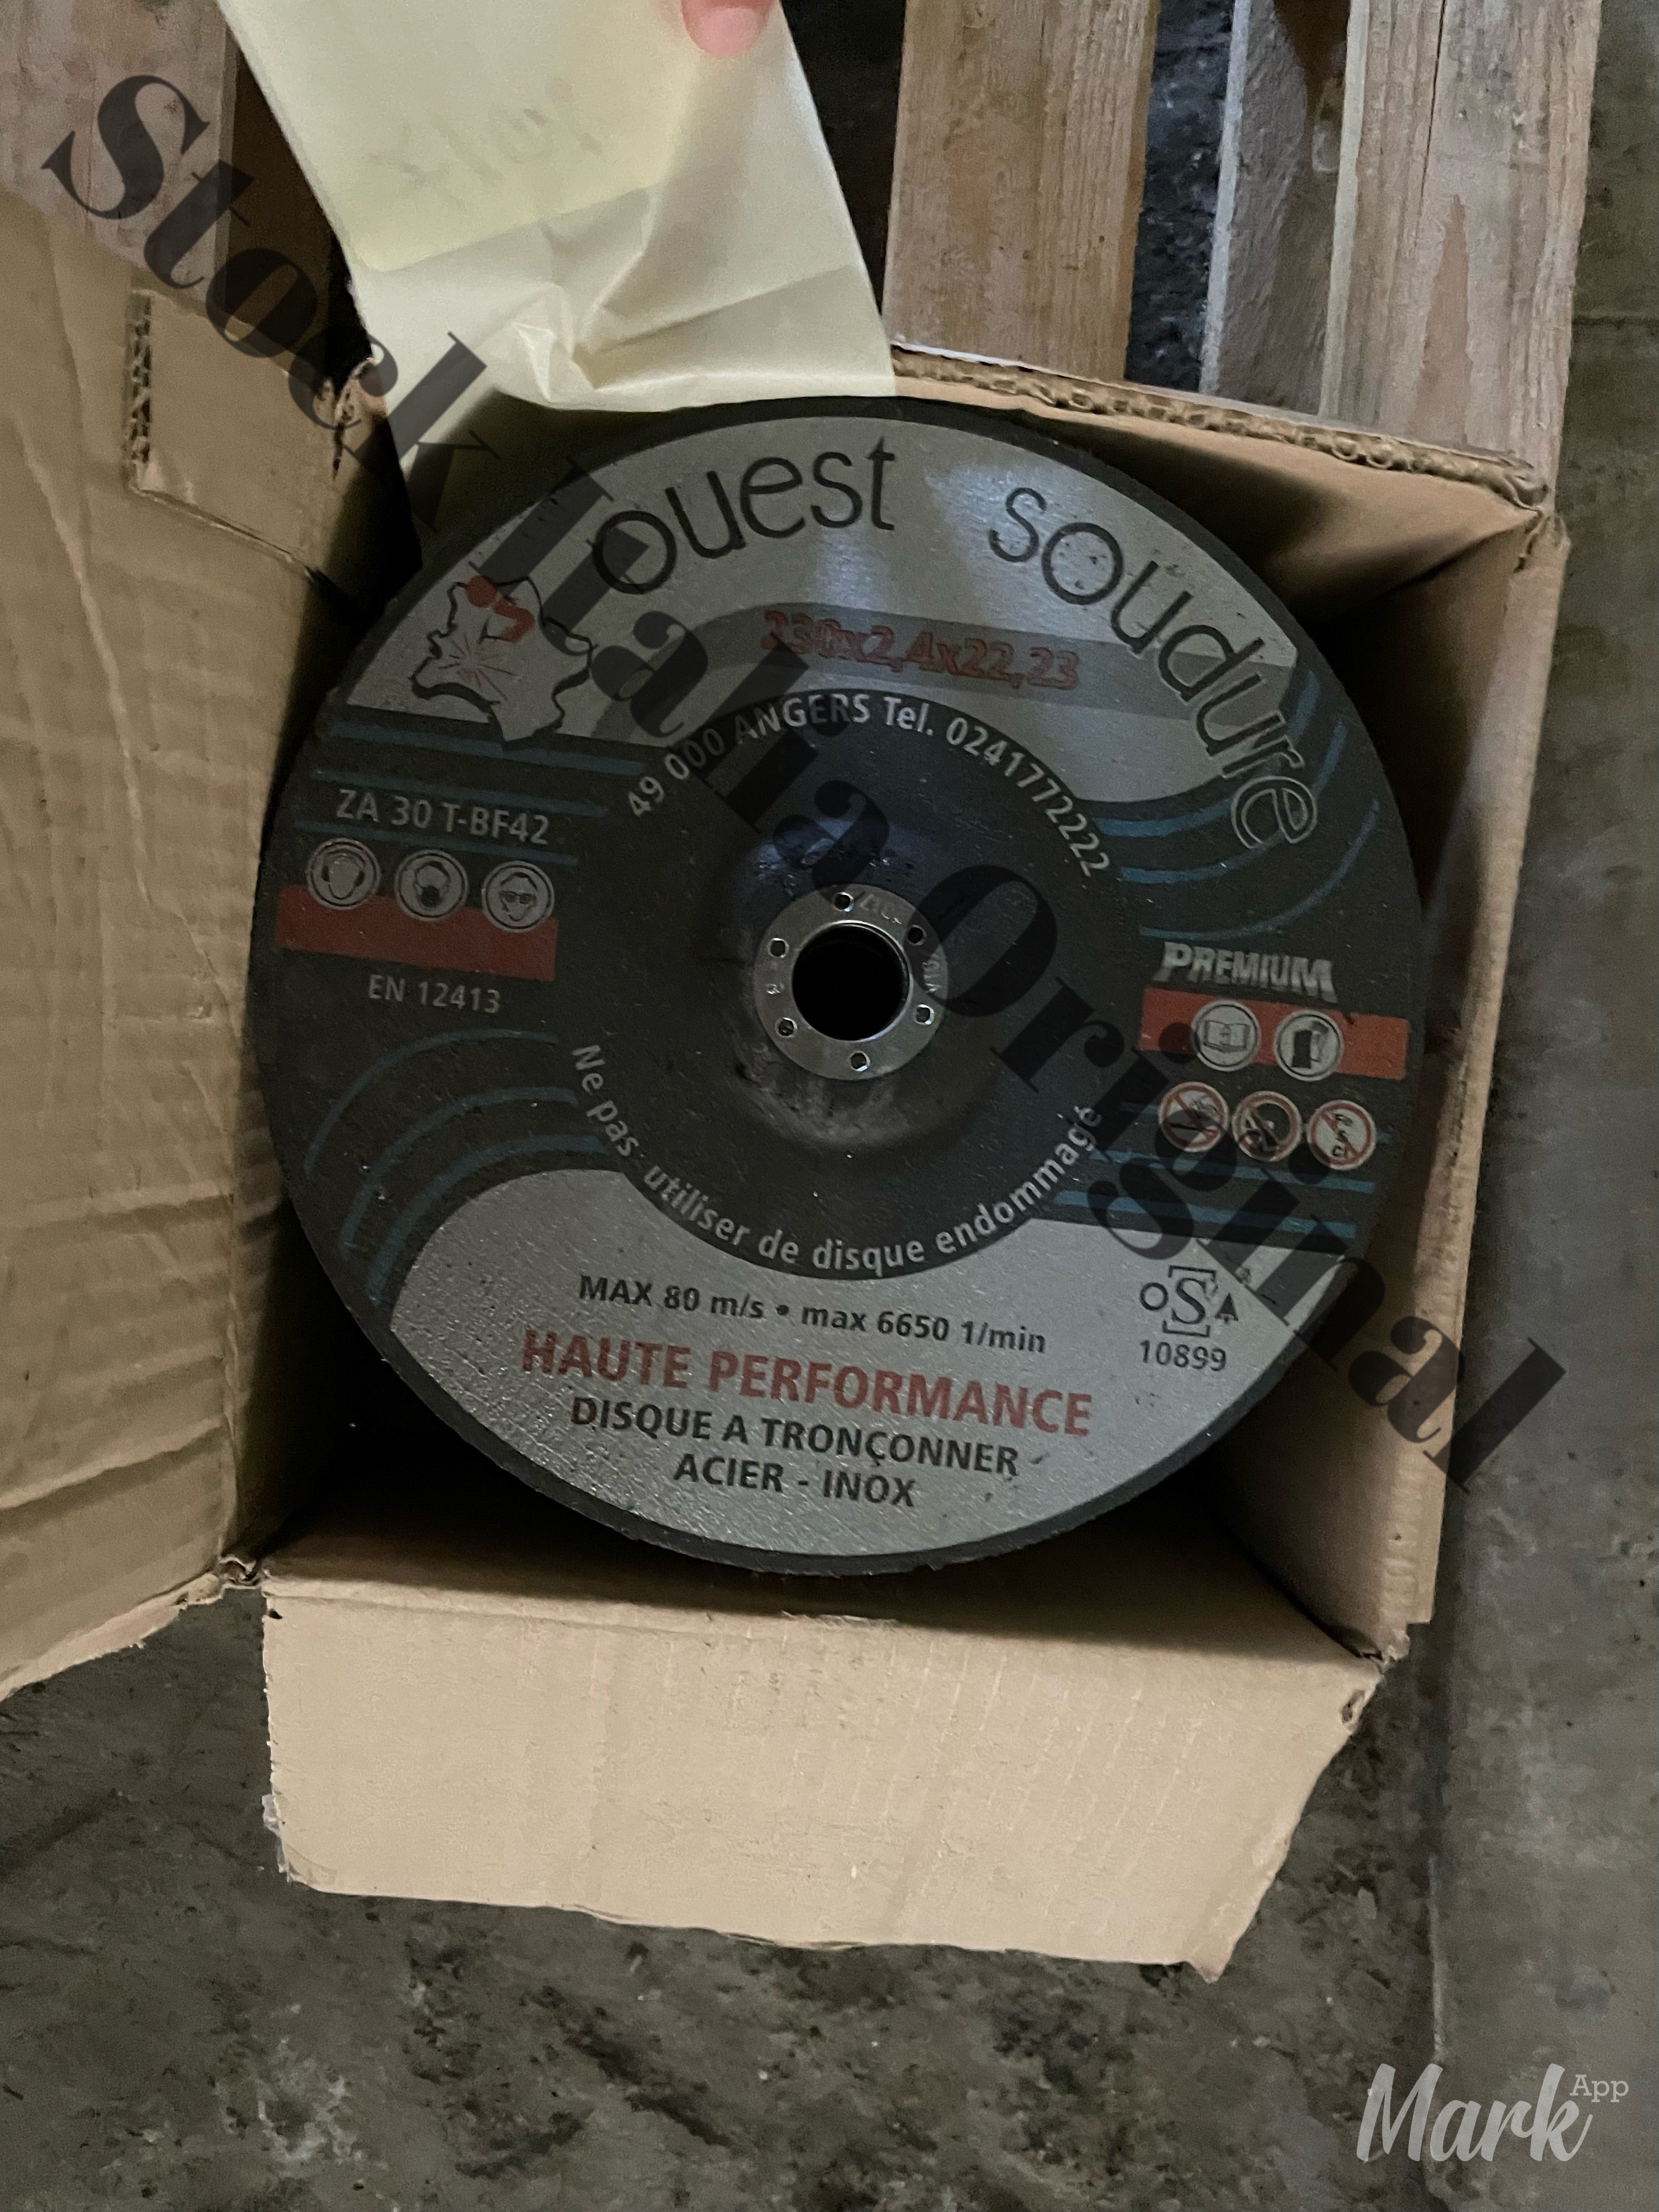 Stock Italia Original
ouest soudure
230x2,4x22,23
49 000 ANGERS Tel. 0241772222
ZA 30 T-BF42
EN 12413
PREMIUM
Ne pas utiliser de disque endommagé
MAX 80 m/s • max 6650 1/min
HAUTE PERFORMANCE
DISQUE A TRONÇONNER
ACIER - INOX
oSa
10899
Mark App